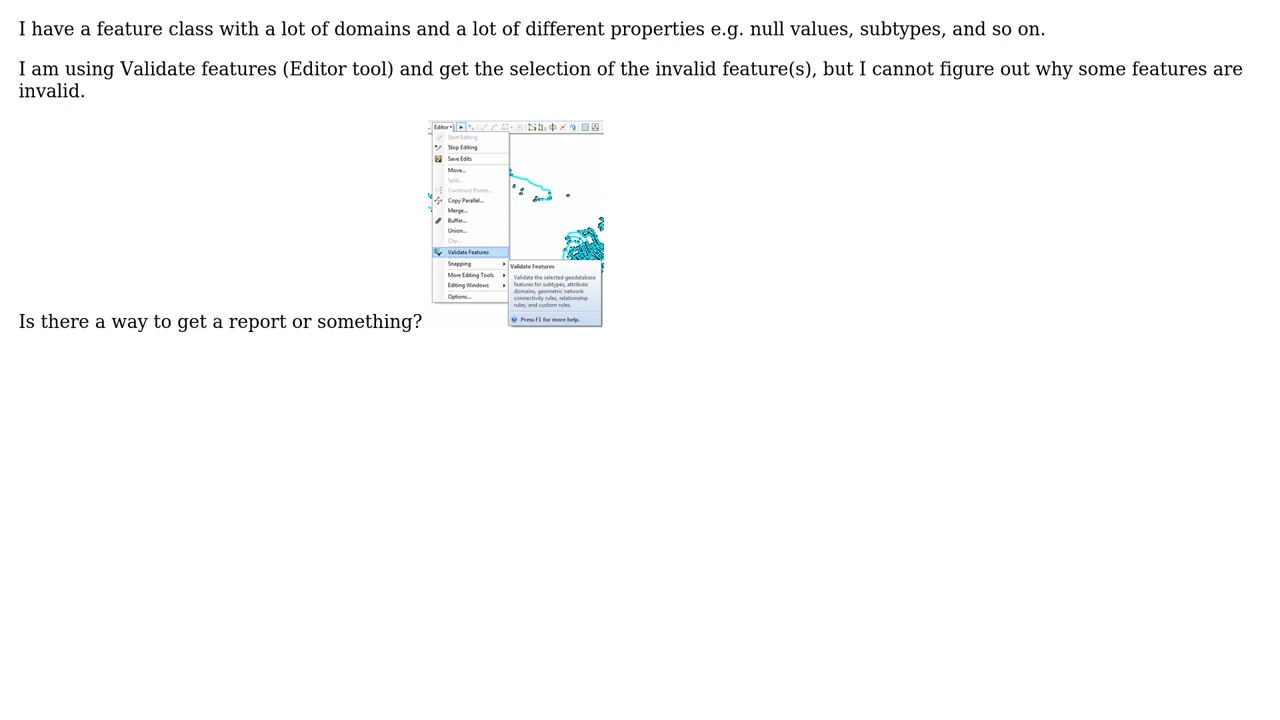 I have a feature class with a lot of domains and a lot of different properties e.g. null values, subtypes, and so on.
I am using Validate features (Editor tool) and get the selection of the invalid feature(s), but I cannot figure out why some features are
invalid.
Editor
Start Editing
Stop Editing
Save Edits
Move...
Split...
Construct Points...
Copy Parallel...
Merge...
Buffer...
Union...
Clip...
Validate Features
Snapping
More Editing Tools
Editing Windows
Options...
Validate Features
Validate the selected geodatabase
features for subtypes, attribute
domains, geometric network
connectivity rules, relationship
rules, and custom rules.
Press F1 for more help.
Is there a way to get a report or something?